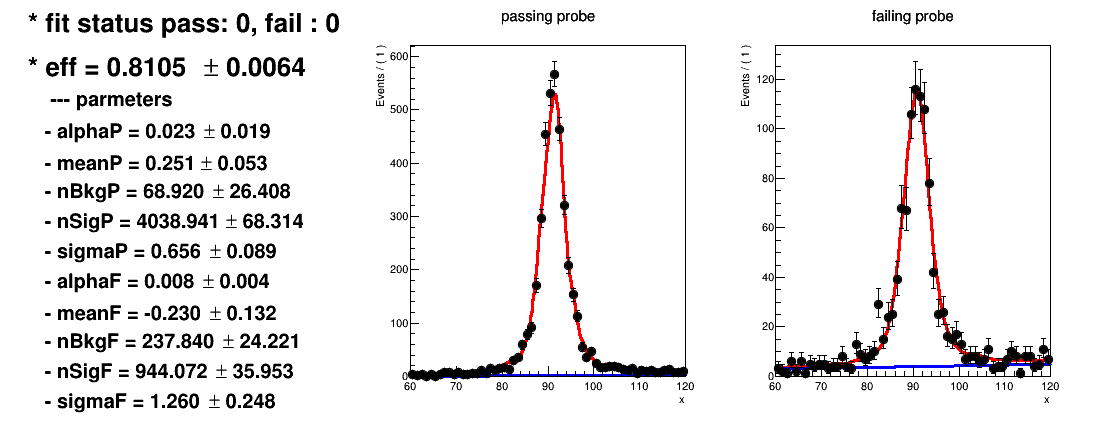 * fit status pass: 0, fail : 0
* eff = 0.8105 ± 0.0064
--- parmeters
- alphaP = 0.023 ± 0.019
- meanP = 0.251 ± 0.053
- nBkgP = 68.920 ± 26.408
- nSigP = 4038.941 ± 68.314
- sigmaP = 0.656 ± 0.089
- alphaF = 0.008 ± 0.004
- meanF = -0.230 ± 0.132
- nBkgF = 237.840 ± 24.221
- nSigF = 944.072 ± 35.953
- sigmaF = 1.260 ± 0.248
passing probe
Events / ( 1 )
600
500
400
300
200
100
0
60 70 80 90 100 110 120
x
failing probe
Events / ( 1 )
120
100
80
60
40
20
0
60 70 80 90 100 110 120
x